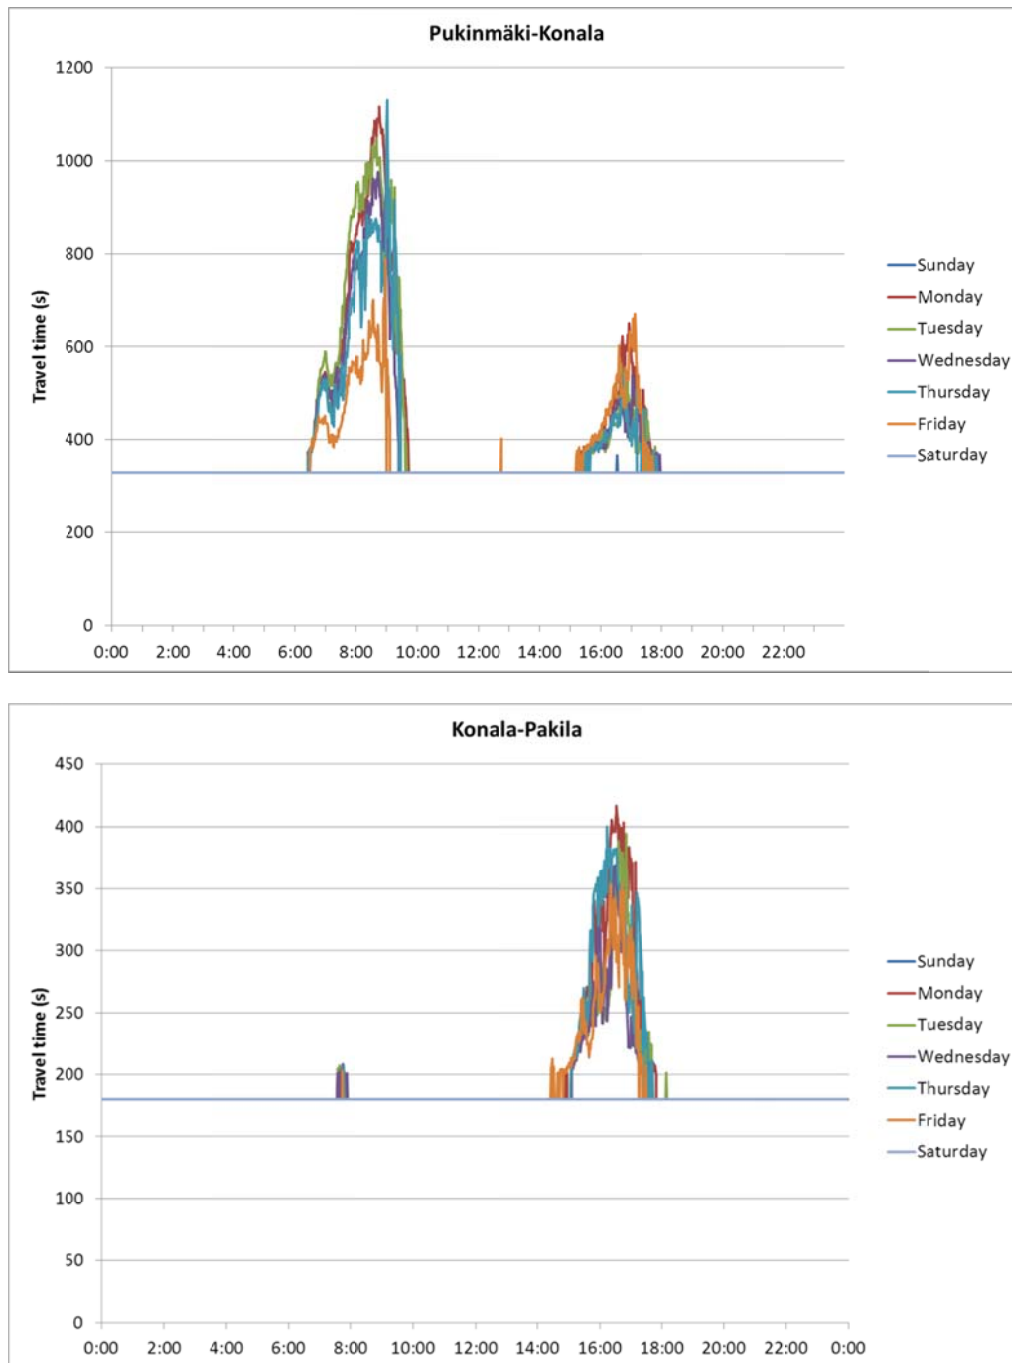 Pukinmäki-Konala
1200
1000
800
600
400
200
0
Travel time (s)
0:00 2:00 4:00 6:00 8:00 10:00 12:00 14:00 16:00 18:00 20:00 22:00
Sunday
Monday
Tuesday
Wednesday
Thursday
Friday
Saturday
Konala-Pakila
450
400
350
300
250
200
150
100
50
0
Travel time (s)
0:00 2:00 4:00 6:00 8:00 10:00 12:00 14:00 16:00 18:00 20:00 22:00 0:00
Sunday
Monday
Tuesday
Wednesday
Thursday
Friday
Saturday